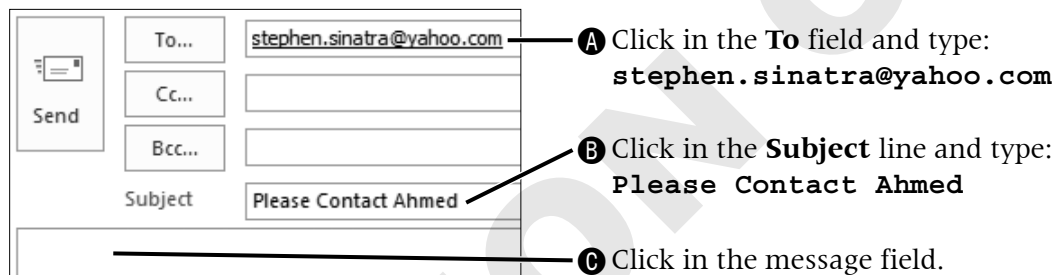 To... stephen.sinatra@yahoo.com A Click in the To field and type:
stephen.sinatra@yahoo.com
Cc...
Send
Bcc...
B Click in the Subject line and type:
Subject Please Contact Ahmed Please Contact Ahmed
C Click in the message field.
ON